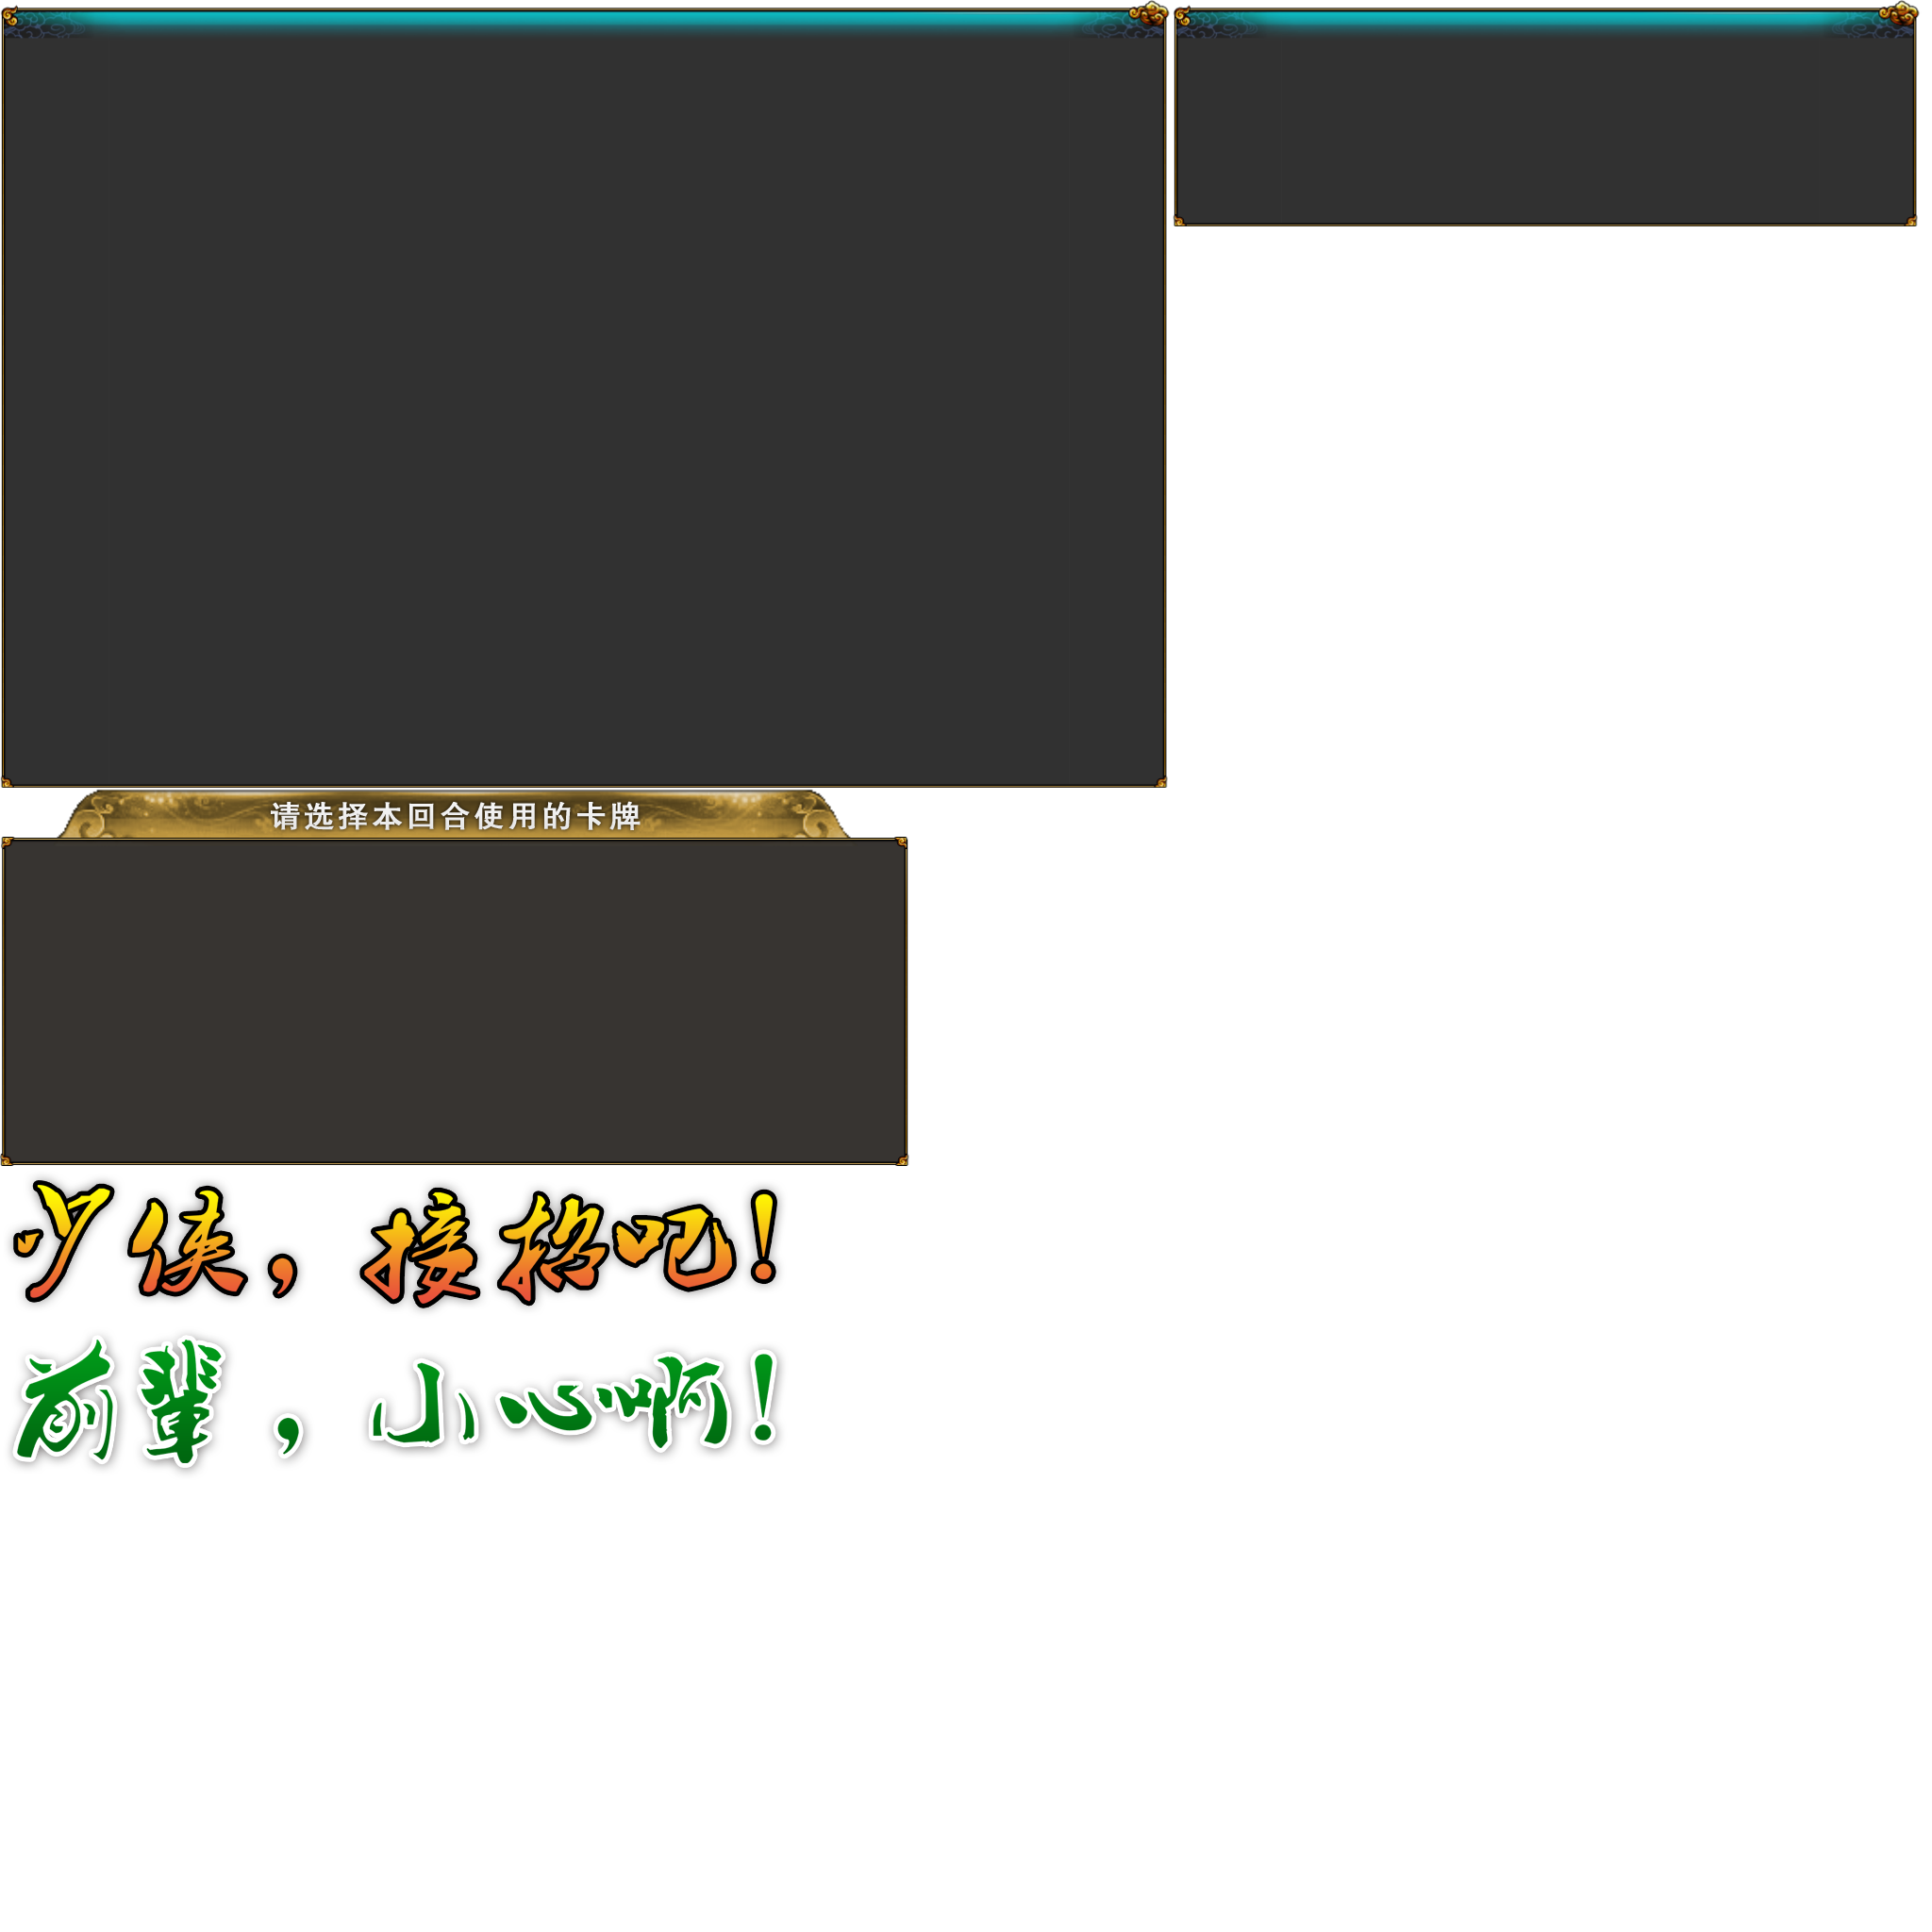 请选择本回合使用的卡牌
少侠，接招吧！
前辈，小心啊！